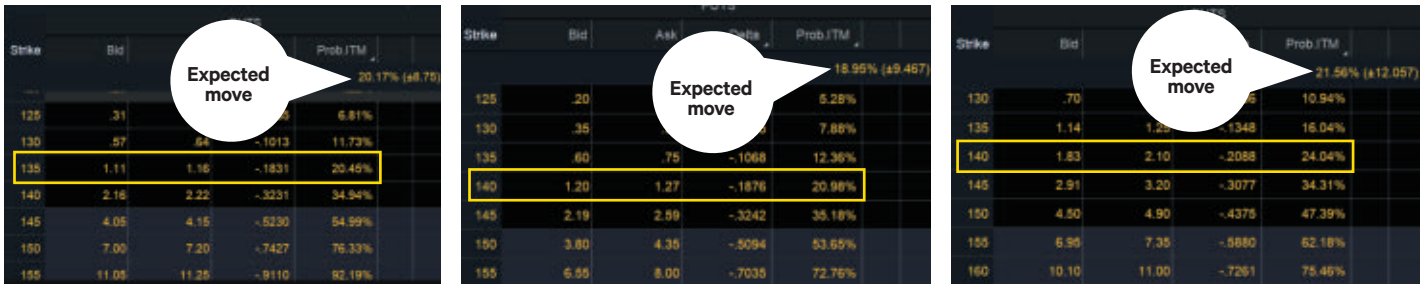 PUTS
Strike Bid Prob.ITM
20.17% (±8.75)
Expected
move
125 .31 6.81%
130 .57 .64 -.1013 11.73%
135 1.11 1.16 -.1831 20.45%
140 2.16 2.22 -.3231 34.94%
145 4.05 4.15 -.5230 54.99%
150 7.00 7.20 -.7427 76.33%
155 11.05 11.25 -.9110 92.19%
PUTS
Strike Bid Ask Delta Prob.ITM
18.95% (±9.467)
Expected
move
125 .20 5.28%
130 .35 7.88%
135 .60 .75 -.1068 12.36%
140 1.20 1.27 -.1876 20.98%
145 2.19 2.59 -.3242 35.18%
150 3.80 4.35 -.5094 53.65%
155 6.55 8.00 -.7035 72.76%
PUTS
Strike Bid Prob.ITM
21.56% (±12.057)
Expected
move
130 .70 10.94%
135 1.14 1.25 -.1348 16.04%
140 1.83 2.10 -.2088 24.04%
145 2.91 3.20 -.3077 34.31%
150 4.50 4.90 -.4375 47.39%
155 6.95 7.35 -.5880 62.18%
160 10.10 11.00 -.7261 75.46%